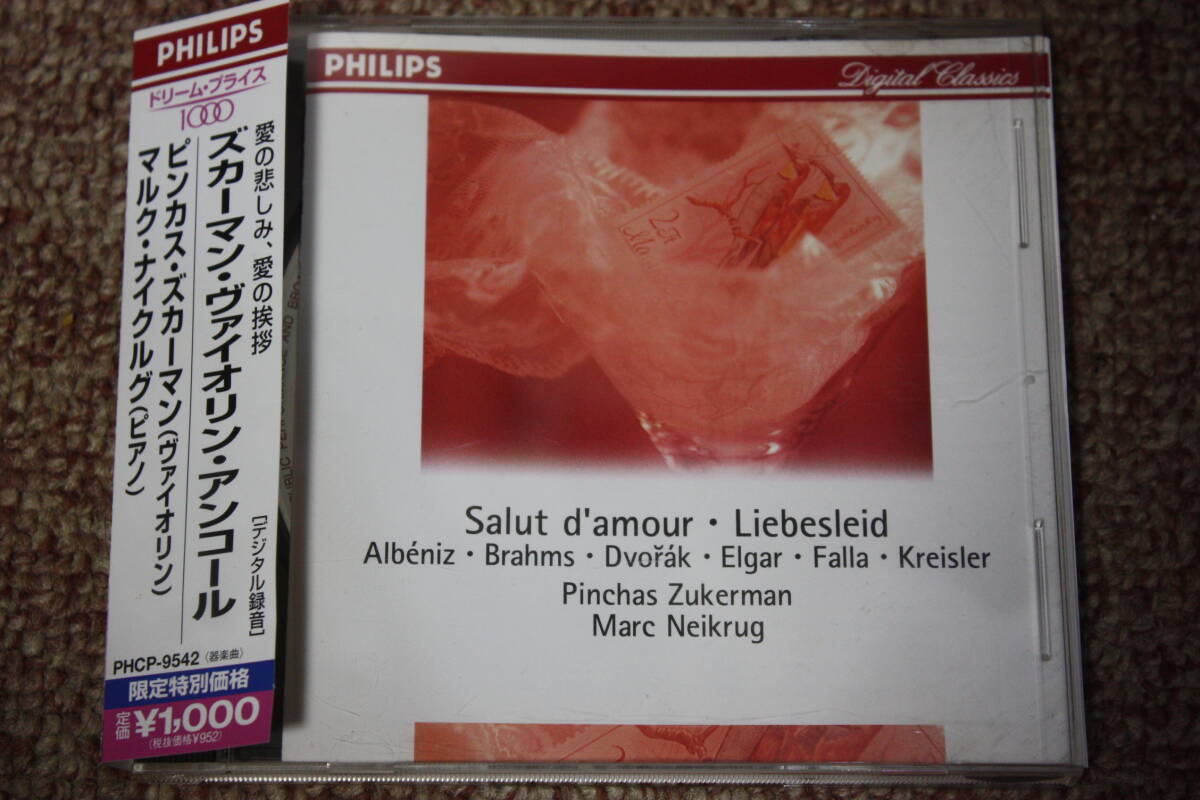 PHILIPS
ドリーム・プライス
1000
愛の悲しみ、愛の挨拶
ズカーマン・ヴァイオリン・アンコール
[デジタル録音]
ピンカス・ズカーマン(ヴァイオリン)
マルク・ナイクルグ(ピアノ)
PHCP-9542〈器楽曲〉
限定特別価格
定価¥1,000
(税抜価格¥952)
PHILIPS
Digital Classics
Salut d'amour・Liebesleid
Albéniz・Brahms・Dvořák・Elgar・Falla・Kreisler
Pinchas Zukerman
Marc Neikrug